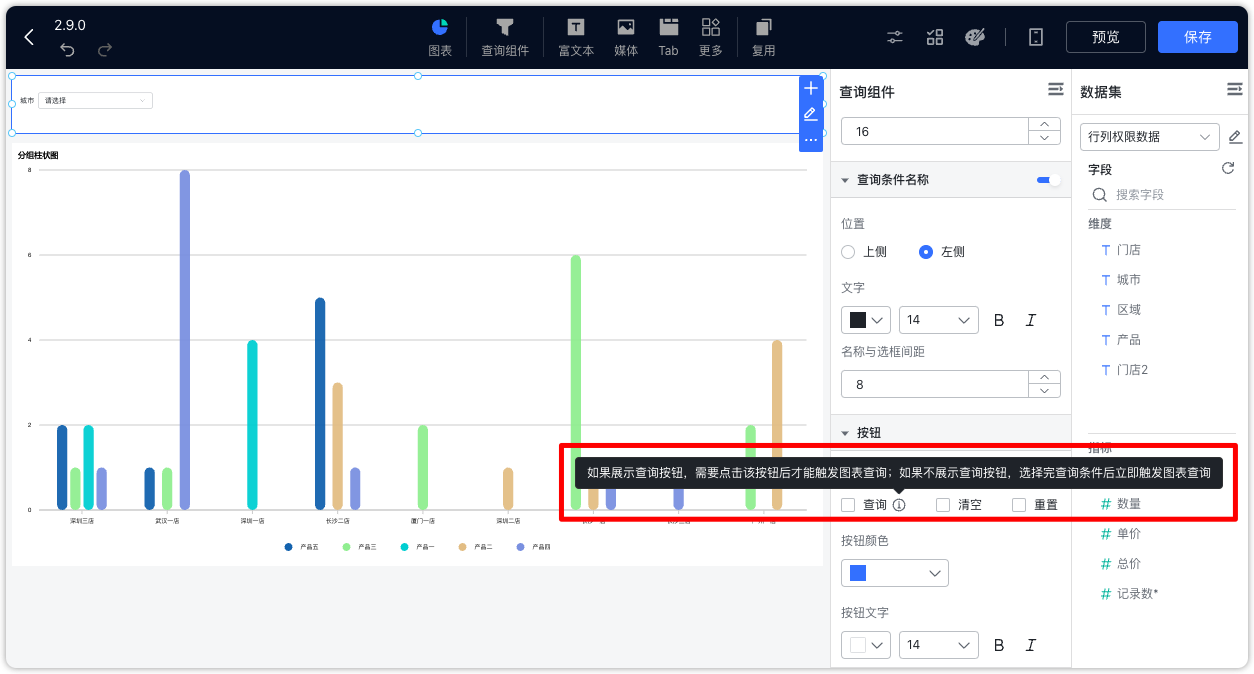 2.9.0
图表
查询组件
富文本
媒体
Tab
更多
复用
预览
保存
城市
请选择
分组柱状图
8
6
4
2
0
深圳三店
武汉一店
深圳一店
长沙二店
厦门一店
深圳二店
产品五
产品三
产品一
产品二
产品四
查询组件
16
查询条件名称
位置
上侧
左侧
文字
14
B
I
名称与选框间距
8
按钮
如果展示查询按钮，需要点击该按钮后才能触发图表查询；如果不展示查询按钮，选择完查询条件后立即触发图表查询
查询
清空
重置
按钮颜色
按钮文字
14
B
I
数据集
行列权限数据
字段
搜索字段
维度
T 门店
T 城市
T 区域
T 产品
T 门店2
指标
# 数量
# 单价
# 总价
# 记录数*